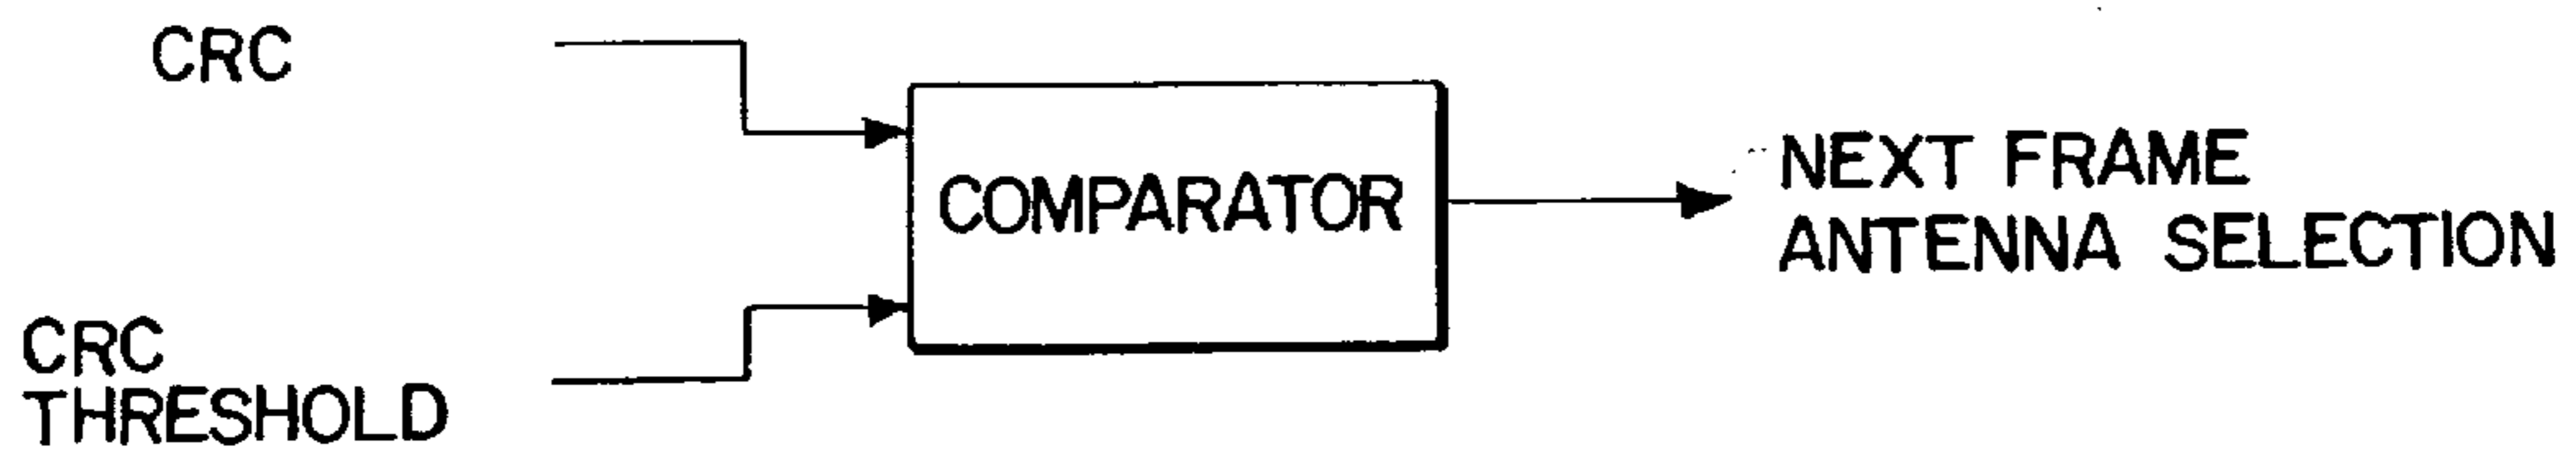 CRC
COMPARATOR
NEXT FRAME
ANTENNA SELECTION
CRC
THRESHOLD